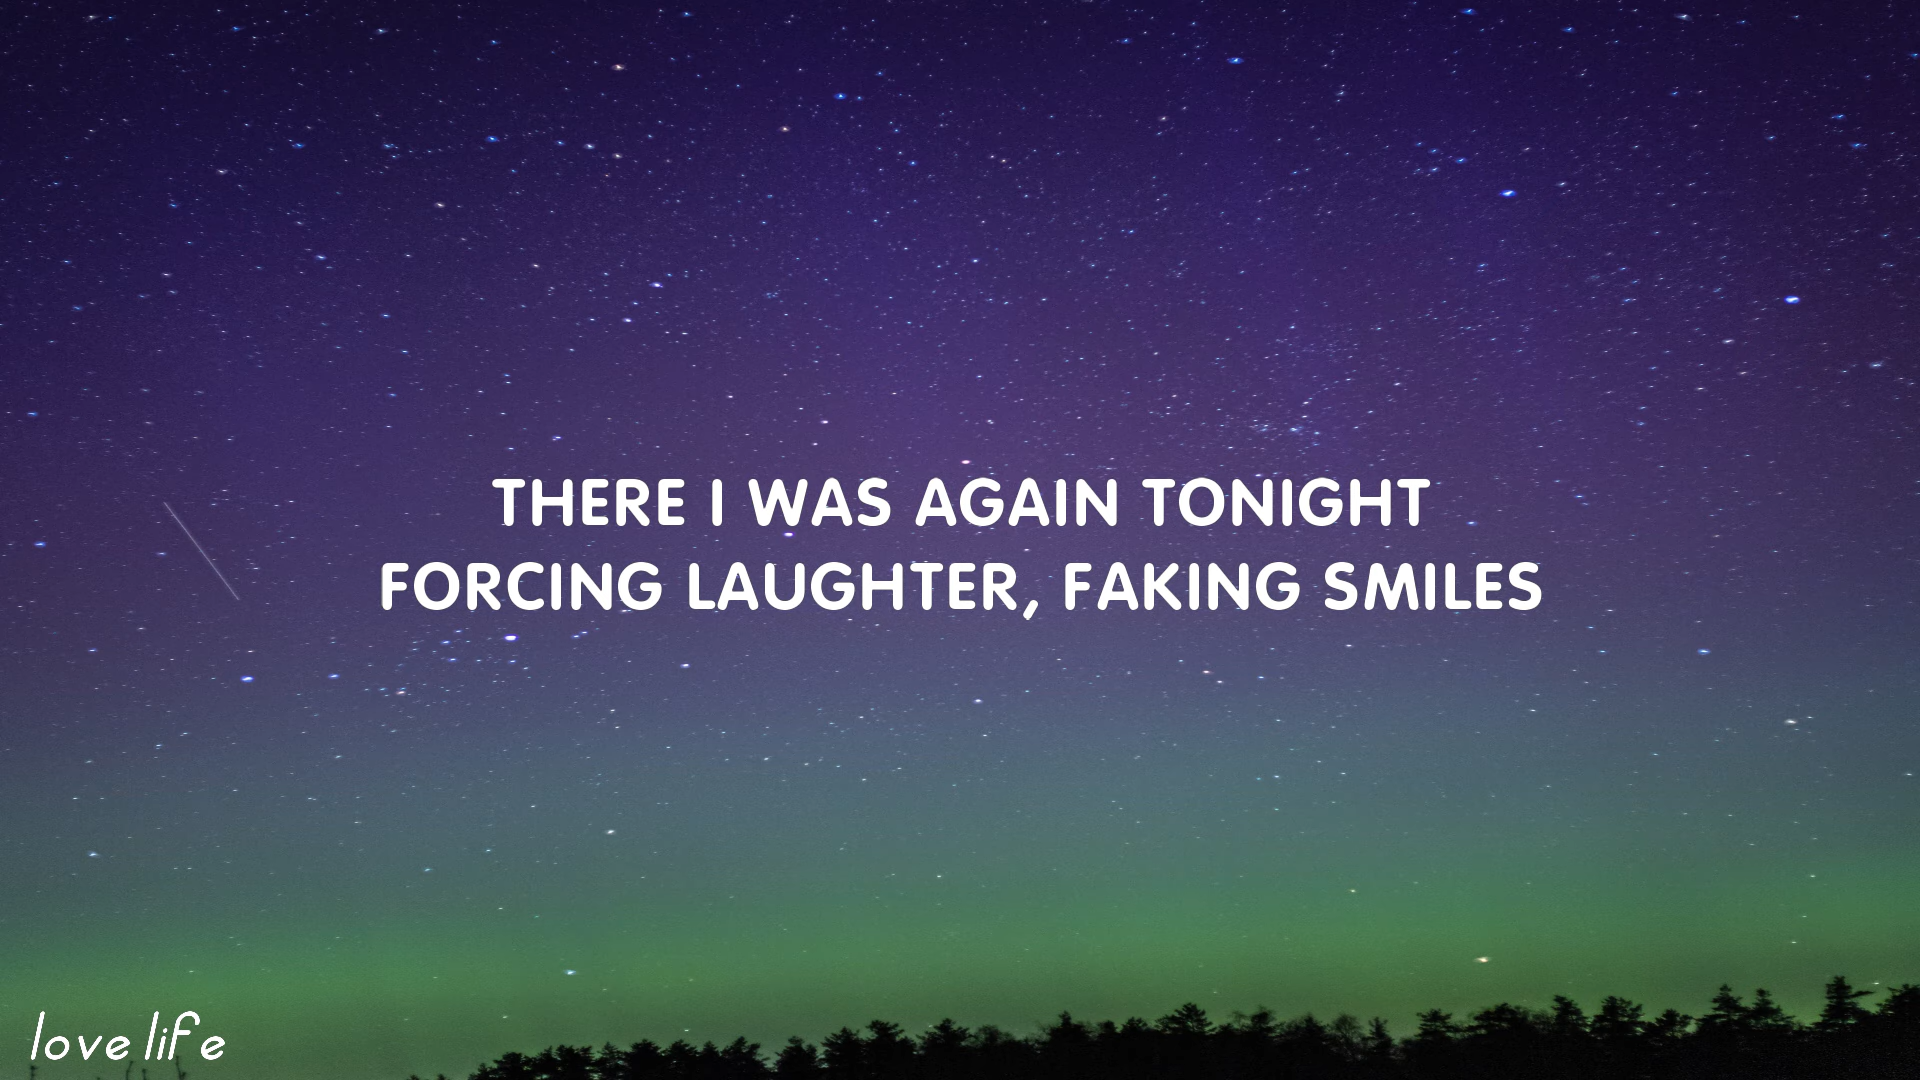 THERE I WAS AGAIN TONIGHT
FORCING LAUGHTER, FAKING SMILES
love life